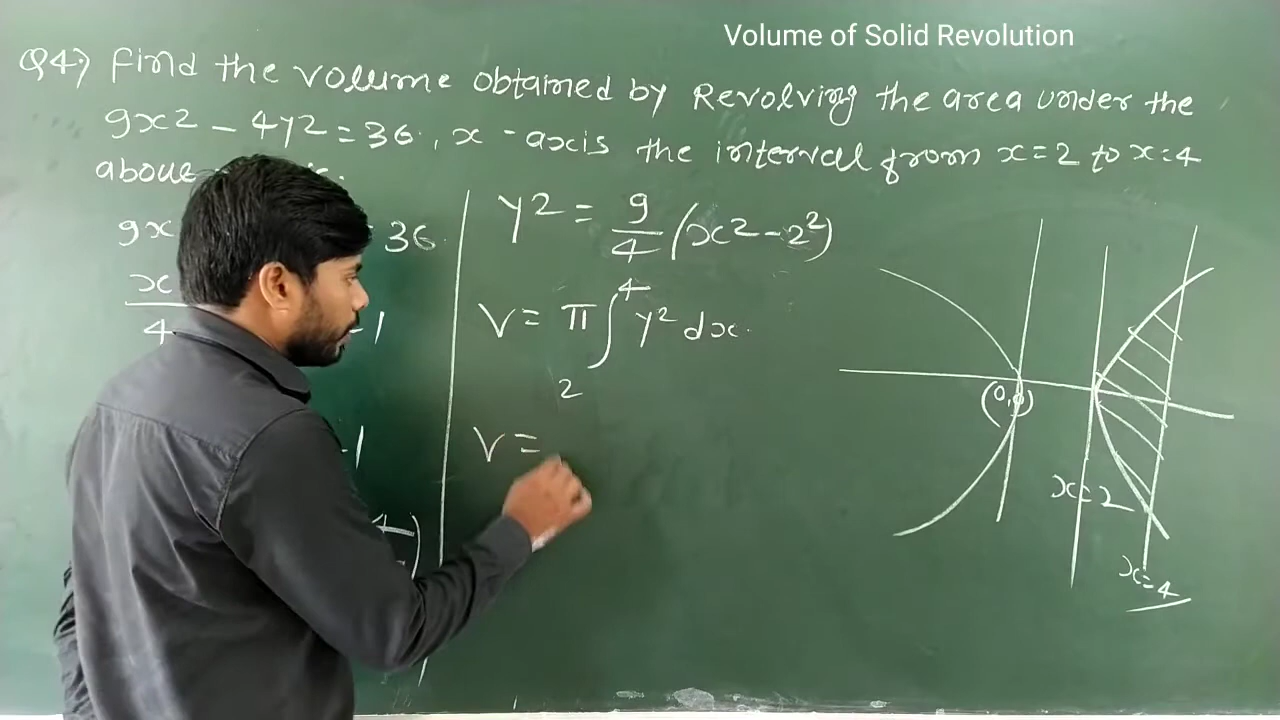 Volume of Solid Revolution
Q4⇒ Find the volume obtained by Revolving the area under the
9x2 - 4y2 = 36, x-axis the interval from x=2 to x=4
above
9x = 36
x
4 -1
-1
y2 = 9/4 (x2 - 2²)
V = π∫₂⁴ y² dx.
V =
(0,0)
x=2
x=4